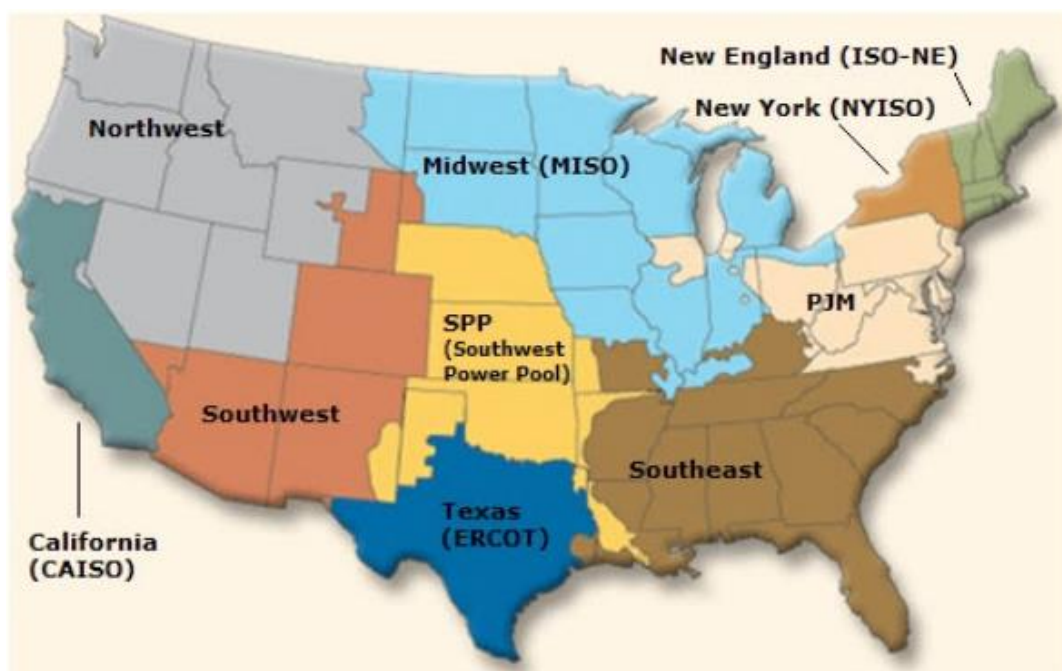 New England (ISO-NE)
New York (NYISO)
Northwest
Midwest (MISO)
PJM
SPP
(Southwest
Power Pool)
Southwest
Southeast
Texas
(ERCOT)
California
(CAISO)